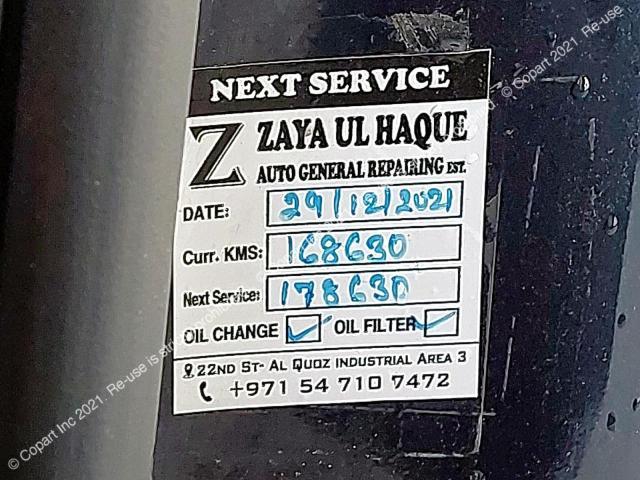 NEXT SERVICE
Z ZAYA UL HAQUE
AUTO GENERAL REPAIRING EST.
DATE: 29/12/2021
Curr. KMS: 168630
Next Service: 178630
OIL CHANGE ✓ OIL FILTER ✓
22ND ST- AL QUOZ INDUSTRIAL AREA 3
+971 54 710 7472
© Copart 2021. Re-use
© Copart Inc 2021. Re-use is strictly prohibited